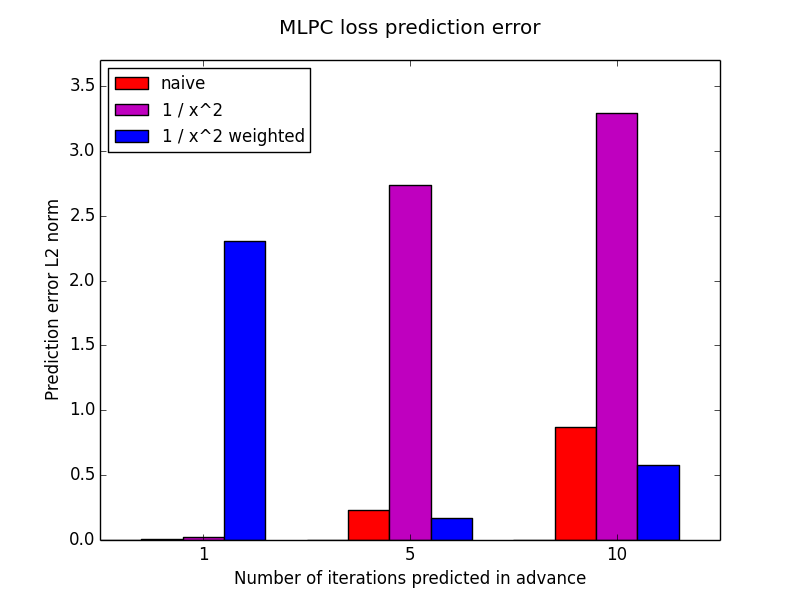 MLPC loss prediction error
naive
1 / x^2
1 / x^2 weighted
3.5
3.0
2.5
2.0
1.5
1.0
0.5
0.0
Prediction error L2 norm
1 5 10
Number of iterations predicted in advance